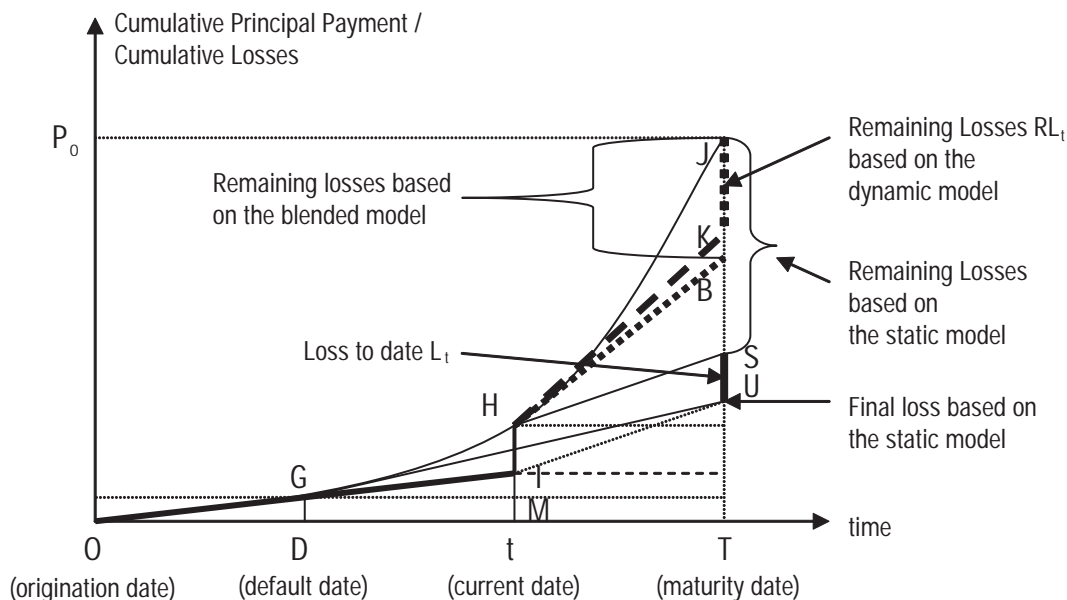 Cumulative Principal Payment /
Cumulative Losses
P₀
J
Remaining Losses RLₜ
based on the
dynamic model
Remaining losses based
on the blended model
K
B
Remaining Losses
based on
the static model
Loss to date Lₜ
S
U
H
Final loss based on
the static model
G
I
M
time
O
D
t
T
(origination date)
(default date)
(current date)
(maturity date)